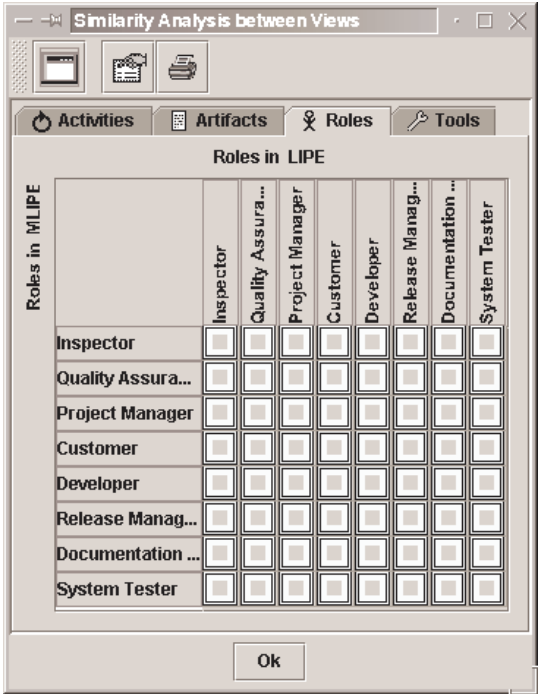 Similarity Analysis between Views
Activities
Artifacts
Roles
Tools
Roles in LIPE
Roles in MLIPE
Inspector
Quality Assura...
Project Manager
Customer
Developer
Release Manag...
Documentation ...
System Tester
Inspector
Quality Assura...
Project Manager
Customer
Developer
Release Manag...
Documentation ...
System Tester
Ok